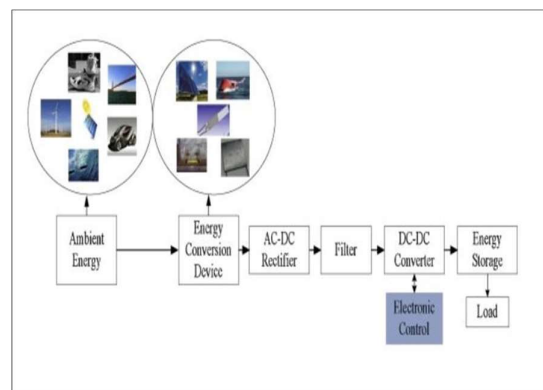 Ambient
Energy
Energy
Conversion
Device
AC-DC
Rectifier
Filter
DC-DC
Converter
Energy
Storage
Electronic
Control
Load